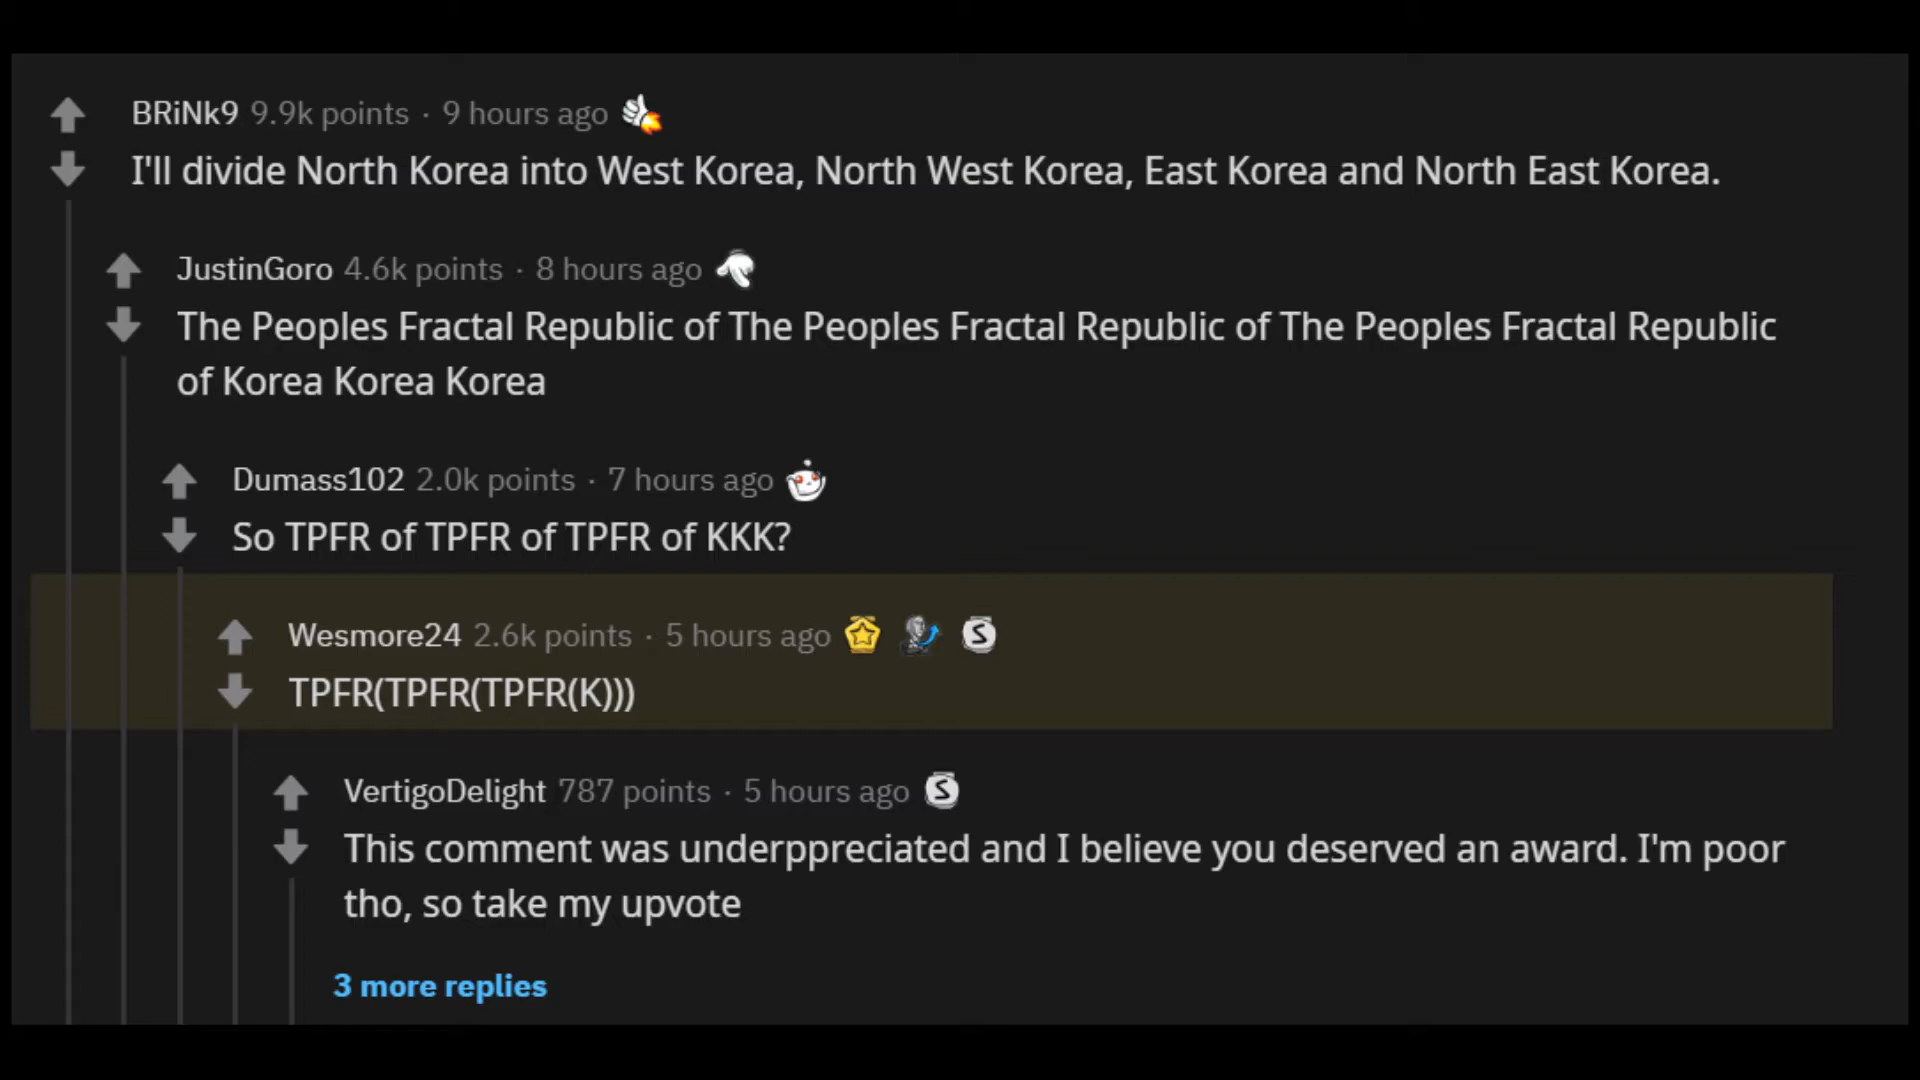 BRiNk9 9.9k points · 9 hours ago
I'll divide North Korea into West Korea, North West Korea, East Korea and North East Korea.
JustinGoro 4.6k points · 8 hours ago
The Peoples Fractal Republic of The Peoples Fractal Republic of The Peoples Fractal Republic
of Korea Korea Korea
Dumass102 2.0k points · 7 hours ago
So TPFR of TPFR of TPFR of KKK?
Wesmore24 2.6k points · 5 hours ago
TPFR(TPFR(TPFR(K)))
VertigoDelight 787 points · 5 hours ago
This comment was underppreciated and I believe you deserved an award. I'm poor
tho, so take my upvote
3 more replies